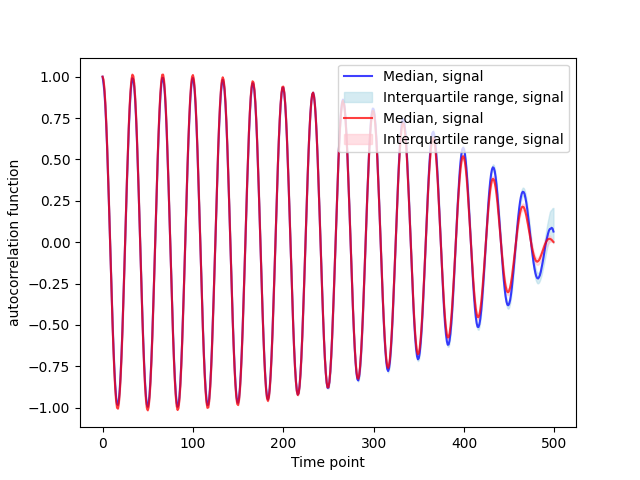 1.00
0.75
0.50
0.25
0.00
−0.25
−0.50
−0.75
−1.00
autocorrelation function
Median, signal
Interquartile range, signal
Median, signal
Interquartile range, signal
0 100 200 300 400 500
Time point